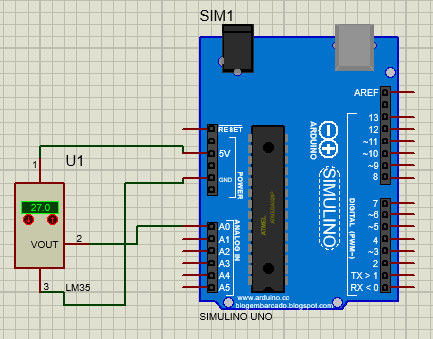 SIM1
U1
1
27.0
VOUT
2
3
LM35
RESET
5V
GND
POWER
A0
A1
A2
A3
A4
A5
ANALOG IN
ATMEL
ARDUINO
SIMULINO
AREF
13
12
~11
~10
~9
8
7
~6
~5
4
~3
2
TX > 1
RX < 0
DIGITAL (PWM~)
www.arduino.cc
blogembarcado.blogspot.com
SIMULINO UNO